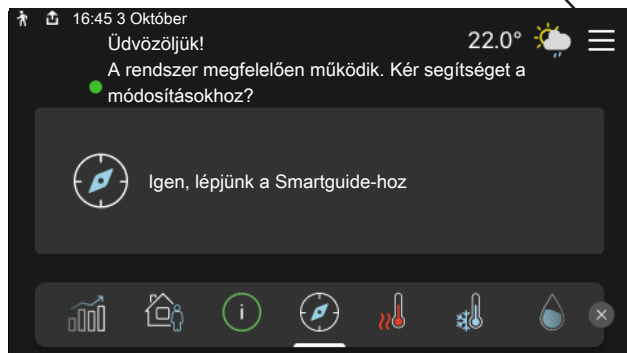 16:45 3 Október
22.0°
Üdvözöljük!
A rendszer megfelelően működik. Kér segítséget a
módosításokhoz?
Igen, lépjünk a Smartguide-hoz